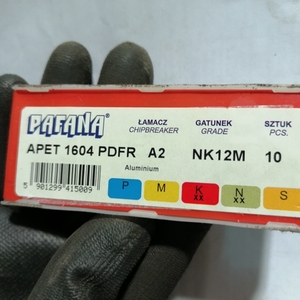 PAFANA®
ŁAMACZ GATUNEK SZTUK
CHIPBREAKER GRADE PCS.
APET 1604 PDFR A2 NK12M 10
Aluminium
5 901299 415009
P M K xx N xx S